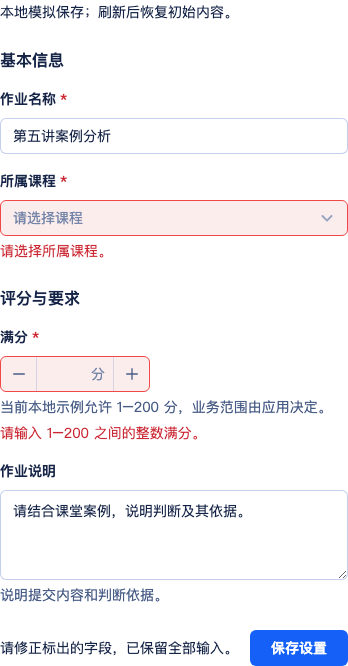 本地模拟保存；刷新后恢复初始内容。
基本信息
作业名称 *
第五讲案例分析
所属课程 *
请选择课程
请选择所属课程。
评分与要求
满分 *
− 分 +
当前本地示例允许 1—200 分，业务范围由应用决定。
请输入 1—200 之间的整数满分。
作业说明
请结合课堂案例，说明判断及其依据。
说明提交内容和判断依据。
请修正标出的字段，已保留全部输入。 保存设置